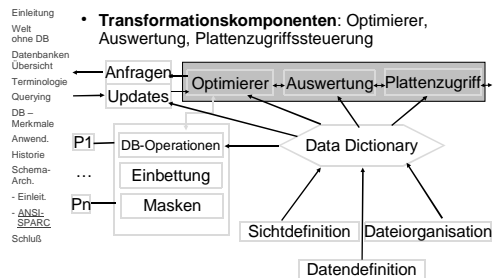 Einleitung
Welt
ohne DB
Datenbanken
Übersicht
Terminologie
Querying
DB –
Merkmale
Anwend.
Historie
Schema-
Arch.
- Einleit.
- ANSI-
SPARC
Schluß
• Transformationskomponenten: Optimierer,
Auswertung, Plattenzugriffssteuerung
Anfragen
Updates
Optimierer
Auswertung
Plattenzugriff
P1
...
Pn
DB-Operationen
Einbettung
Masken
Data Dictionary
Sichtdefinition
Dateiorganisation
Datendefinition